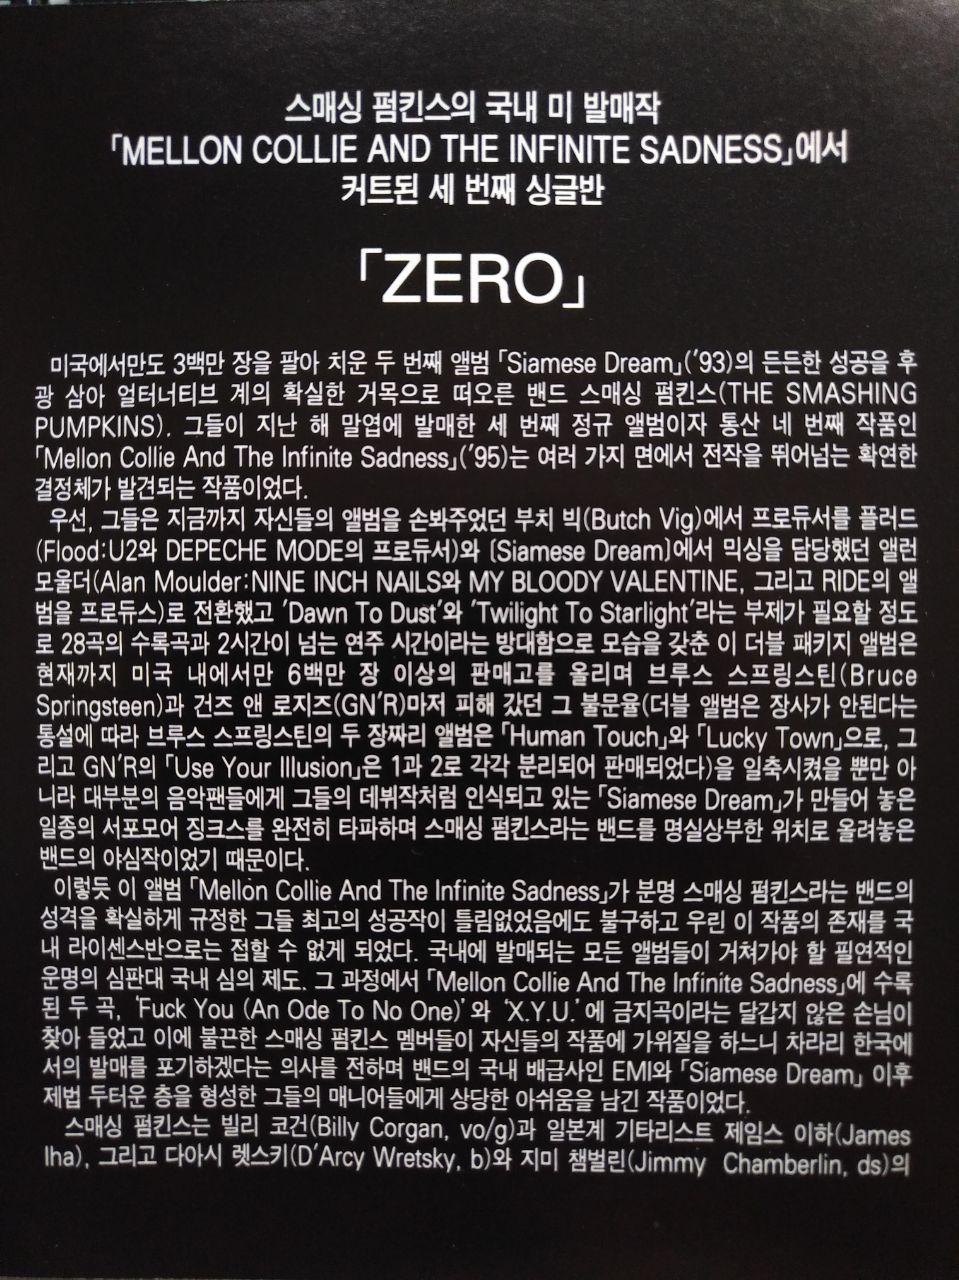 스매싱 펌킨스의 국내 미 발매작
「MELLON COLLIE AND THE INFINITE SADNESS」에서
커트된 세 번째 싱글반
「ZERO」
미국에서만도 3백만 장을 팔아 치운 두 번째 앨범 「Siamese Dream」('93)의 든든한 성공을 후
광 삼아 얼터너티브 계의 확실한 거목으로 떠오른 밴드 스매싱 펌킨스(THE SMASHING
PUMPKINS). 그들이 지난 해 말엽에 발매한 세 번째 정규 앨범이자 통산 네 번째 작품인
「Mellon Collie And The Infinite Sadness」('95)는 여러 가지 면에서 전작을 뛰어넘는 확연한
결정체가 발견되는 작품이었다.
우선, 그들은 지금까지 자신들의 앨범을 손봐주었던 부치 빅(Butch Vig)에서 프로듀서를 플러드
(Flood:U2와 DEPECHE MODE의 프로듀서)와 [Siamese Dream]에서 믹싱을 담당했던 앨런
모울더(Alan Moulder:NINE INCH NAILS와 MY BLOODY VALENTINE, 그리고 RIDE의 앨
범을 프로듀스)로 전환했고 'Dawn To Dust'와 'Twilight To Starlight'라는 부제가 필요할 정도
로 28곡의 수록곡과 2시간이 넘는 연주 시간이라는 방대함으로 모습을 갖춘 이 더블 패키지 앨범은
현재까지 미국 내에서만 6백만 장 이상의 판매고를 올리며 브루스 스프링스틴(Bruce
Springsteen)과 건즈 앤 로지즈(GN'R)마저 피해 갔던 그 불문율(더블 앨범은 장사가 안된다는
통설에 따라 브루스 스프링스틴의 두 장짜리 앨범은 「Human Touch」와 「Lucky Town」으로, 그
리고 GN'R의 「Use Your Illusion」은 1과 2로 각각 분리되어 판매되었다)을 일축시켰을 뿐만 아
니라 대부분의 음악팬들에게 그들의 데뷔작처럼 인식되고 있는 「Siamese Dream」가 만들어 놓은
일종의 서포모어 징크스를 완전히 타파하며 스매싱 펌킨스라는 밴드를 명실상부한 위치로 올려놓은
밴드의 야심작이었기 때문이다.
이렇듯 이 앨범 「Mellon Collie And The Infinite Sadness」가 분명 스매싱 펌킨스라는 밴드의
성격을 확실하게 규정한 그들 최고의 성공작이 틀림없었음에도 불구하고 우린 이 작품의 존재를 국
내 라이센스반으로는 접할 수 없게 되었다. 국내에 발매되는 모든 앨범들이 거쳐가야 할 필연적인
운명의 심판대 국내 심의 제도. 그 과정에서 「Mellon Collie And The Infinite Sadness」에 수록
된 두 곡, 'Fuck You (An Ode To No One)'와 'X.Y.U.'에 금지곡이라는 달갑지 않은 손님이
찾아 들었고 이에 불끈한 스매싱 펌킨스 멤버들이 자신들의 작품에 가위질을 하느니 차라리 한국에
서의 발매를 포기하겠다는 의사를 전하며 밴드의 국내 배급사인 EMI와 「Siamese Dream」 이후
제법 두터운 층을 형성한 그들의 매니어들에게 상당한 아쉬움을 남긴 작품이었다.
스매싱 펌킨스는 빌리 코건(Billy Corgan, vo/g)과 일본계 기타리스트 제임스 이하(James
Iha), 그리고 다아시 렛스키(D'Arcy Wretsky, b)와 지미 챔벌린(Jimmy Chamberlin, ds)의